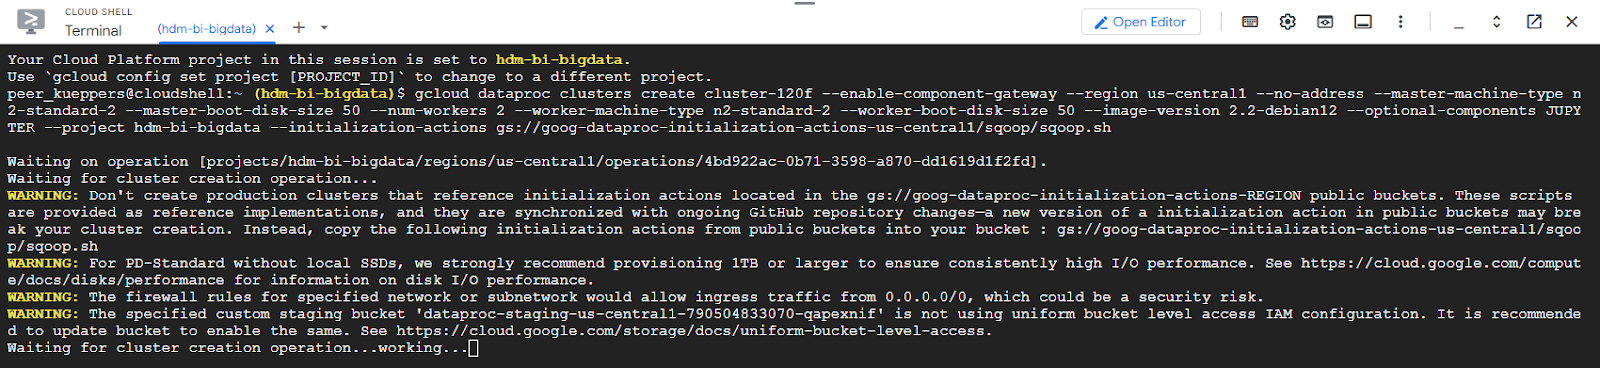 CLOUD SHELL
Terminal
(hdm-bi-bigdata)
Open Editor
Your Cloud Platform project in this session is set to hdm-bi-bigdata.
Use `gcloud config set project [PROJECT_ID]` to change to a different project.
peer_kueppers@cloudshell:~ (hdm-bi-bigdata)$ gcloud dataproc clusters create cluster-120f --enable-component-gateway --region us-central1 --no-address --master-machine-type n
2-standard-2 --master-boot-disk-size 50 --num-workers 2 --worker-machine-type n2-standard-2 --worker-boot-disk-size 50 --image-version 2.2-debian12 --optional-components JUPY
TER --project hdm-bi-bigdata --initialization-actions gs://goog-dataproc-initialization-actions-us-central1/sqoop/sqoop.sh
Waiting on operation [projects/hdm-bi-bigdata/regions/us-central1/operations/4bd922ac-0b71-3598-a870-dd1619d1f2fd].
Waiting for cluster creation operation...
WARNING: Don't create production clusters that reference initialization actions located in the gs://goog-dataproc-initialization-actions-REGION public buckets. These scripts
are provided as reference implementations, and they are synchronized with ongoing GitHub repository changes—a new version of a initialization action in public buckets may bre
ak your cluster creation. Instead, copy the following initialization actions from public buckets into your bucket : gs://goog-dataproc-initialization-actions-us-central1/sqoo
p/sqoop.sh
WARNING: For PD-Standard without local SSDs, we strongly recommend provisioning 1TB or larger to ensure consistently high I/O performance. See https://cloud.google.com/comput
e/docs/disks/performance for information on disk I/O performance.
WARNING: The firewall rules for specified network or subnetwork would allow ingress traffic from 0.0.0.0/0, which could be a security risk.
WARNING: The specified custom staging bucket 'dataproc-staging-us-central1-790504833070-qapexnif' is not using uniform bucket level access IAM configuration. It is recommende
d to update bucket to enable the same. See https://cloud.google.com/storage/docs/uniform-bucket-level-access.
Waiting for cluster creation operation...working...